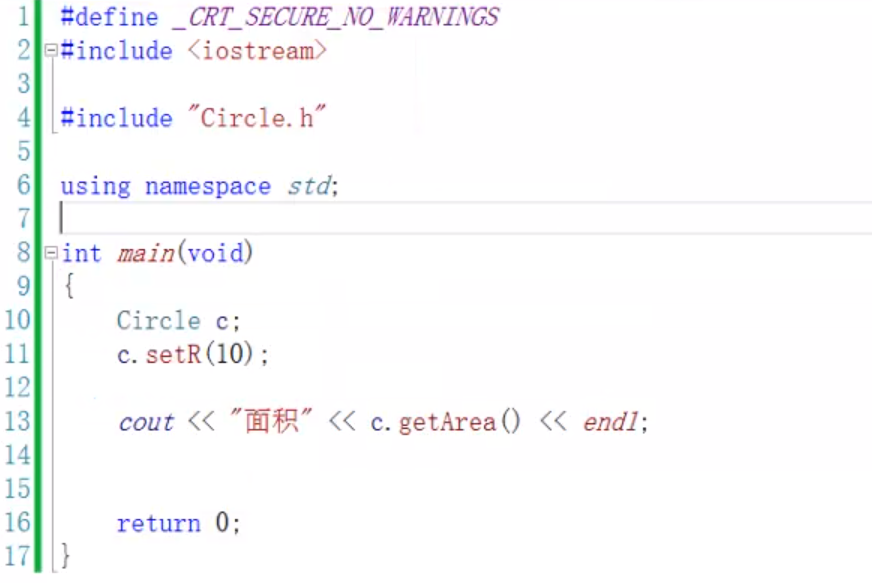 1 #define _CRT_SECURE_NO_WARNINGS
2 #include <iostream>
3
4 #include "Circle.h"
5
6 using namespace std;
7
8 int main(void)
9 {
10 Circle c;
11 c.setR(10);
12
13 cout << "面积" << c.getArea() << endl;
14
15
16 return 0;
17 }